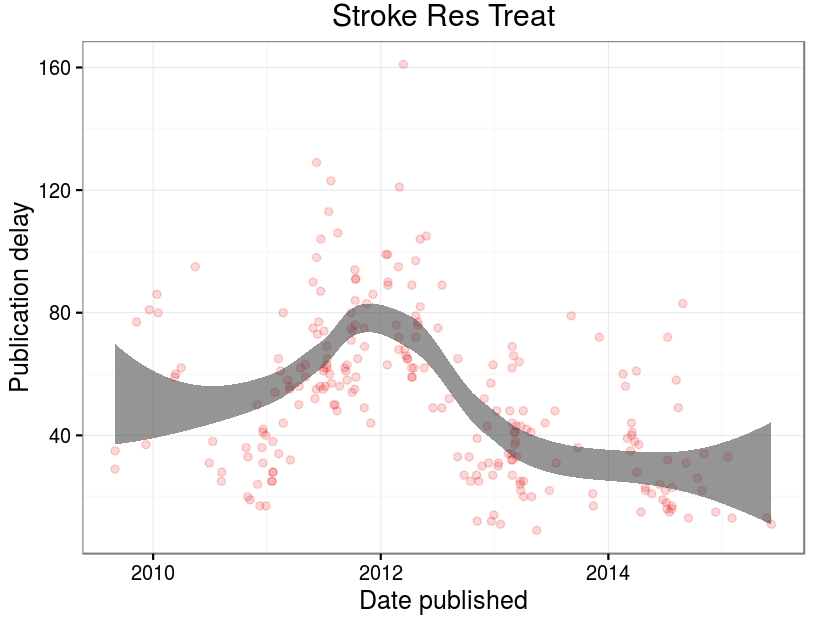 Stroke Res Treat
160
120
80
40
Publication delay
2010 2012 2014
Date published